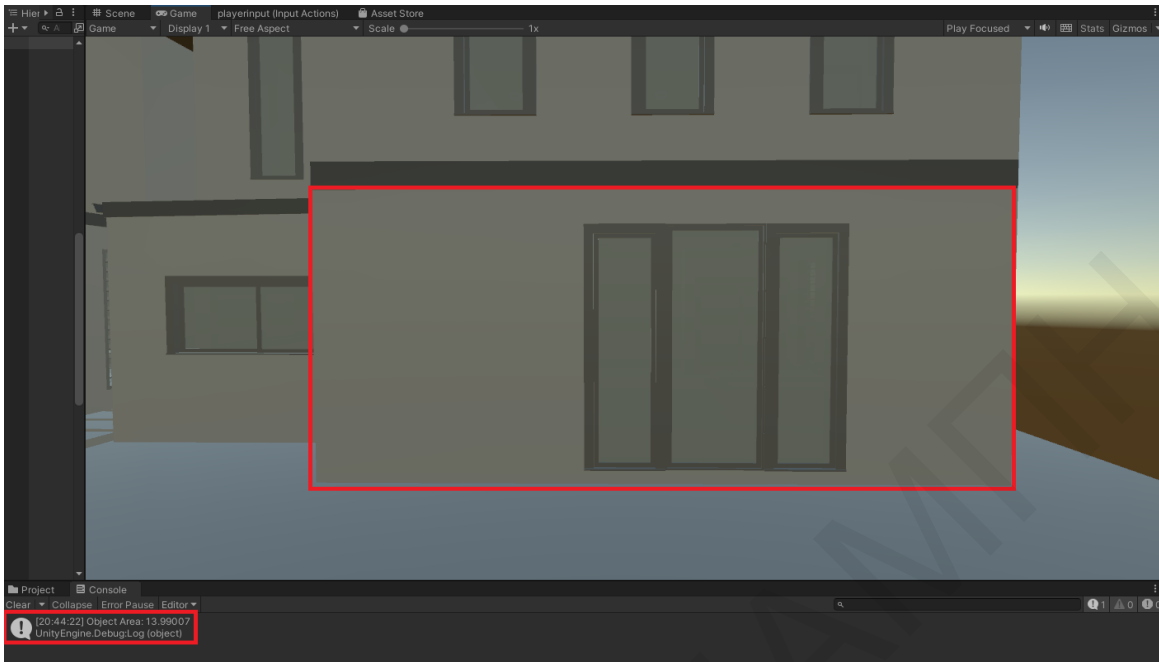 Hier # Scene Game playerinput (Input Actions) Asset Store
A Game Display 1 Free Aspect Scale 1x Play Focused Stats Gizmos
Project Console
Clear Collapse Error Pause Editor 1 0
[20:44:22] Object Area: 13.99007
UnityEngine.Debug:Log (object)